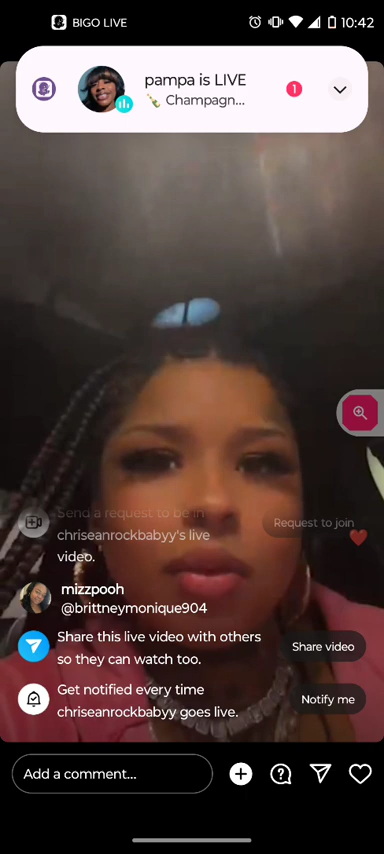 BIGO LIVE
10:42
pampa is LIVE
🍾 Champagn...
1
Send a request to be in
chriseanrockbabyy's live
video.
Request to join
mizzpooh
@brittneymonique904
Share this live video with others
so they can watch too.
Share video
Get notified every time
chriseanrockbabyy goes live.
Notify me
Add a comment...